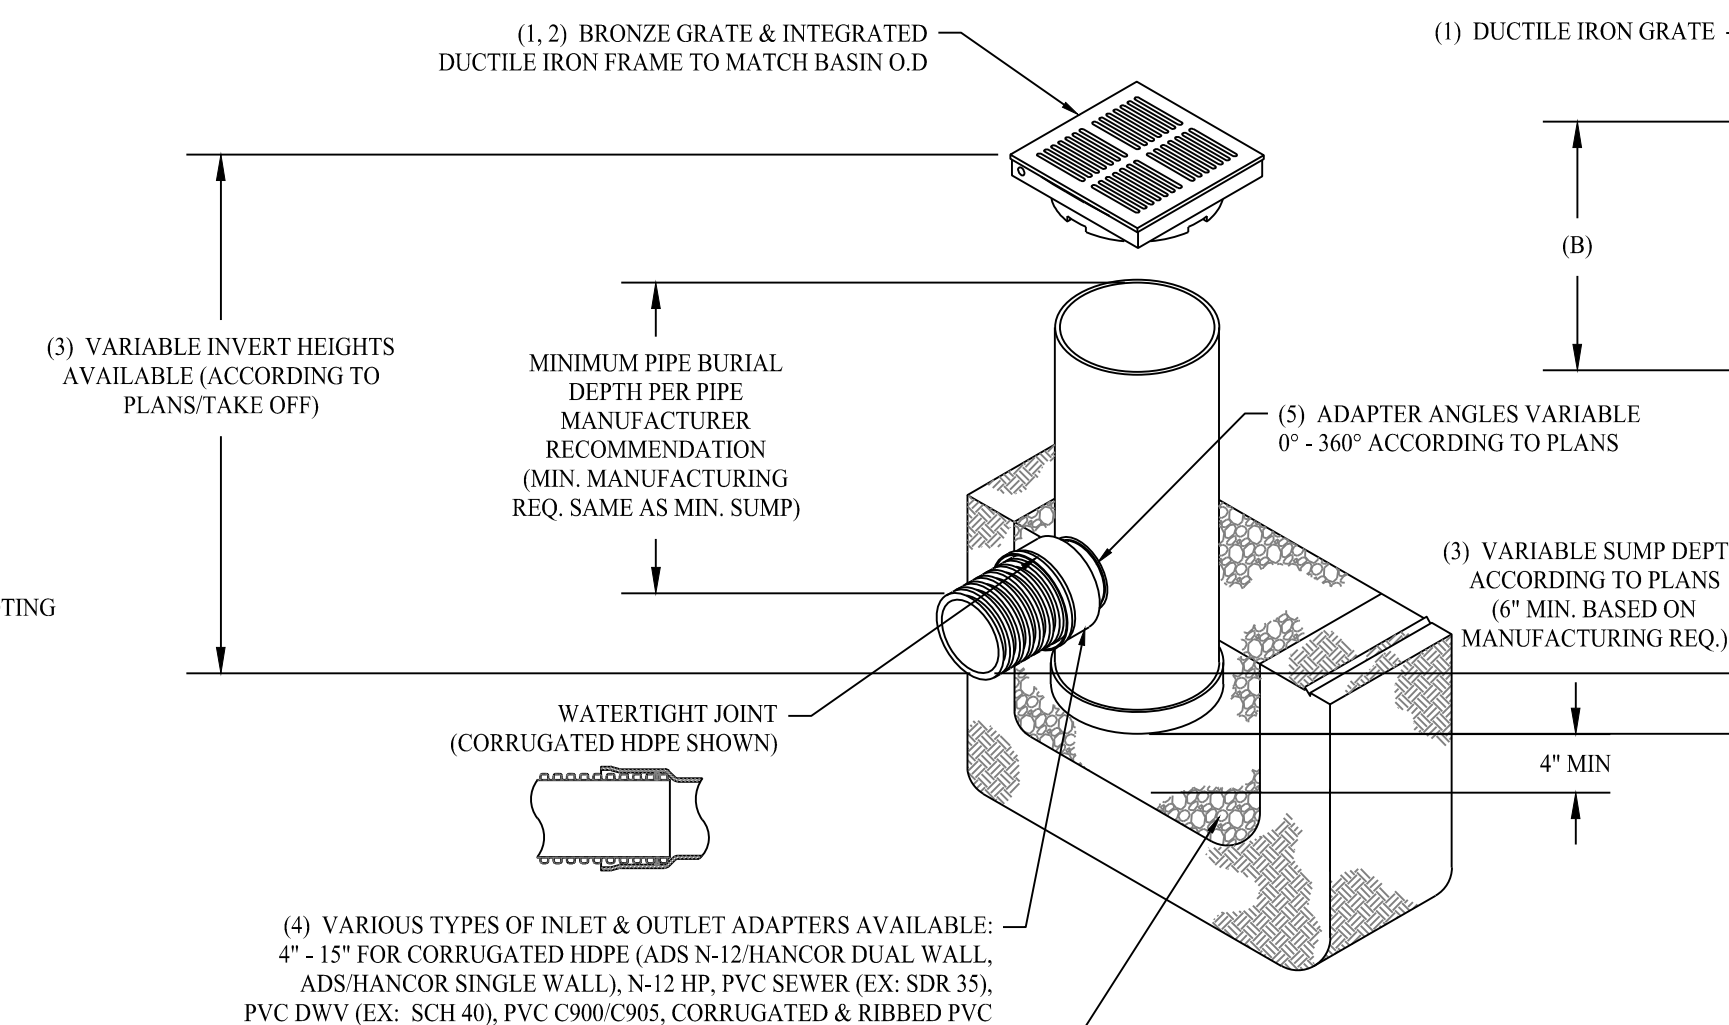 (1, 2) BRONZE GRATE & INTEGRATED
DUCTILE IRON FRAME TO MATCH BASIN O.D
(1) DUCTILE IRON GRATE
(B)
(3) VARIABLE INVERT HEIGHTS
AVAILABLE (ACCORDING TO
PLANS/TAKE OFF)
MINIMUM PIPE BURIAL
DEPTH PER PIPE
MANUFACTURER
RECOMMENDATION
(MIN. MANUFACTURING
REQ. SAME AS MIN. SUMP)
(5) ADAPTER ANGLES VARIABLE
0° - 360° ACCORDING TO PLANS
(3) VARIABLE SUMP DEPT
ACCORDING TO PLANS
(6" MIN. BASED ON
MANUFACTURING REQ.)
TING
WATERTIGHT JOINT
(CORRUGATED HDPE SHOWN)
4" MIN
(4) VARIOUS TYPES OF INLET & OUTLET ADAPTERS AVAILABLE:
4" - 15" FOR CORRUGATED HDPE (ADS N-12/HANCOR DUAL WALL,
ADS/HANCOR SINGLE WALL), N-12 HP, PVC SEWER (EX: SDR 35),
PVC DWV (EX: SCH 40), PVC C900/C905, CORRUGATED & RIBBED PVC